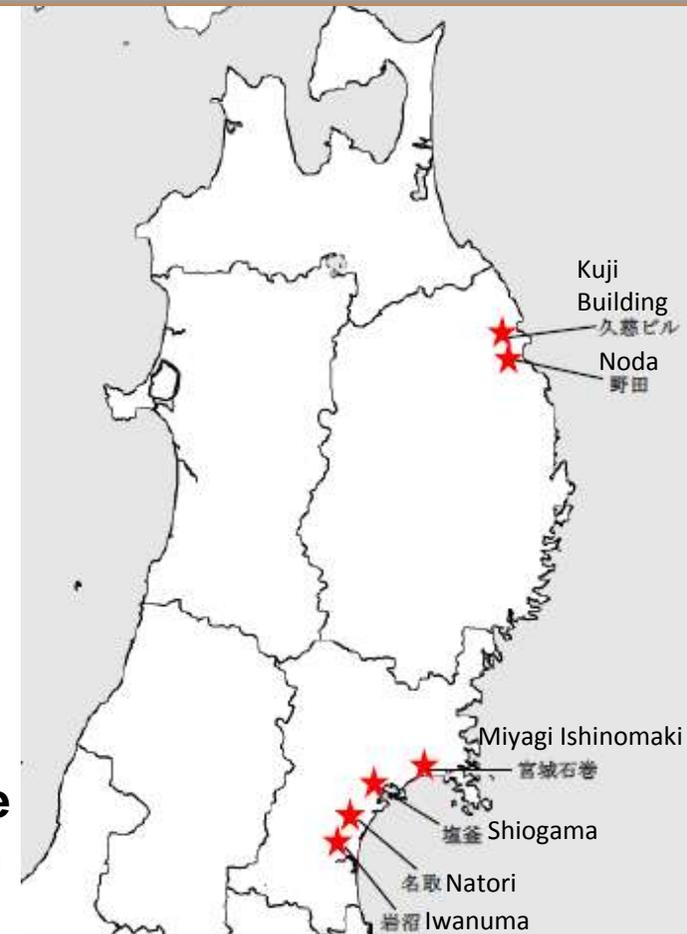 Kuji
Building
久慈ビル
Noda
野田
Miyagi Ishinomaki
宮城石巻
塩釜 Shiogama
e
名取 Natori
岩沼 Iwanuma